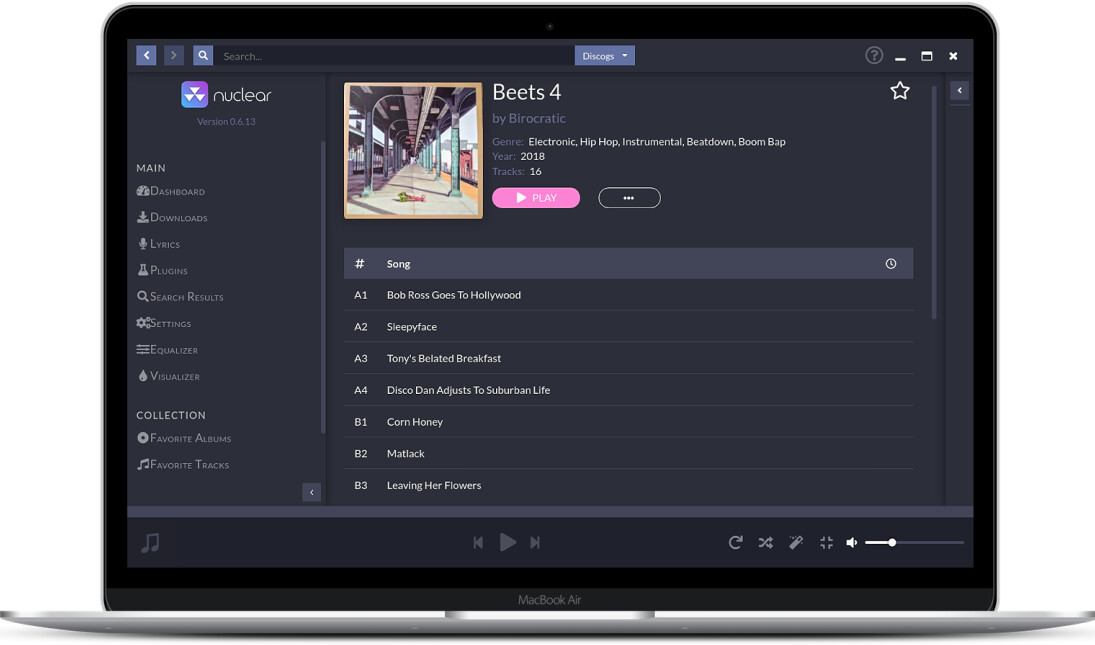 Search...
Discogs
?
nuclear
Version 0.6.13
MAIN
Dashboard
Downloads
Lyrics
Plugins
Search Results
Settings
Equalizer
Visualizer
COLLECTION
Favorite Albums
Favorite Tracks
Beets 4
by Birocratic
Genre: Electronic, Hip Hop, Instrumental, Beatdown, Boom Bap
Year: 2018
Tracks: 16
PLAY
•••
# Song
A1 Bob Ross Goes To Hollywood
A2 Sleepyface
A3 Tony's Belated Breakfast
A4 Disco Dan Adjusts To Suburban Life
B1 Corn Honey
B2 Matlack
B3 Leaving Her Flowers
MacBook Air